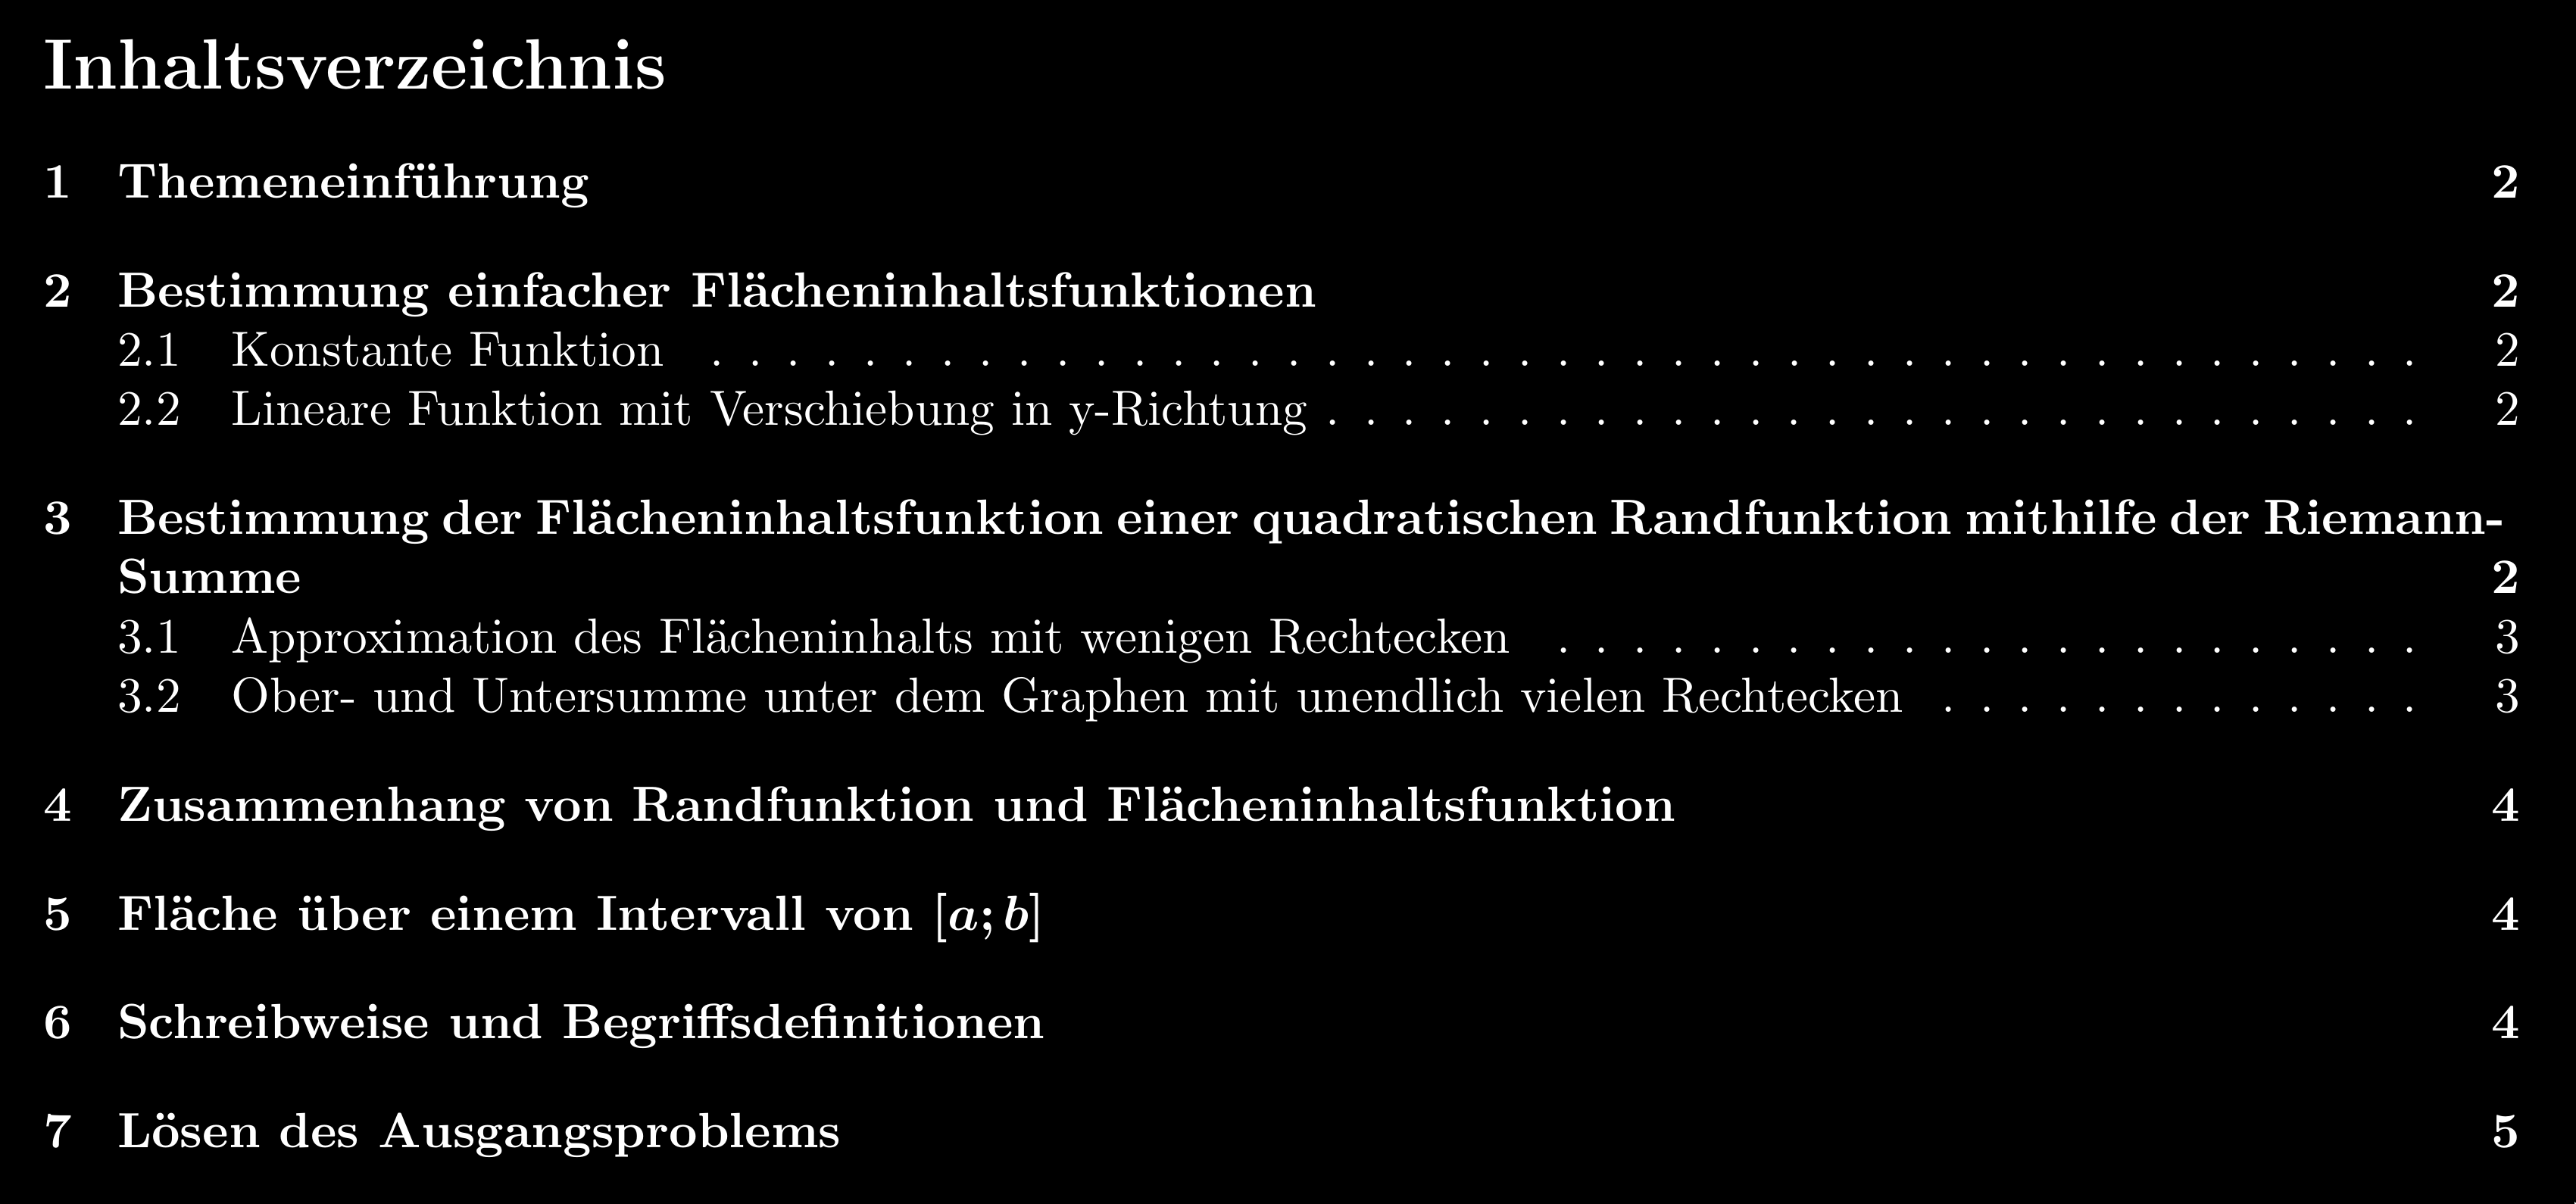 Inhaltsverzeichnis
1 Themeneinführung 2
2 Bestimmung einfacher Flächeninhaltsfunktionen 2
2.1 Konstante Funktion . . . . . . . . . . . . . . . . . . . . . . . . . . . . . . . . . . . . . . . . . . . . . 2
2.2 Lineare Funktion mit Verschiebung in y-Richtung . . . . . . . . . . . . . . . . . . . . . . . . . . . . . 2
3 Bestimmung der Flächeninhaltsfunktion einer quadratischen Randfunktion mithilfe der Riemann-
Summe 2
3.1 Approximation des Flächeninhalts mit wenigen Rechtecken . . . . . . . . . . . . . . . . . . . . . . . 3
3.2 Ober- und Untersumme unter dem Graphen mit unendlich vielen Rechtecken . . . . . . . . . . . . . 3
4 Zusammenhang von Randfunktion und Flächeninhaltsfunktion 4
5 Fläche über einem Intervall von [a; b] 4
6 Schreibweise und Begriffsdefinitionen 4
7 Lösen des Ausgangsproblems 5